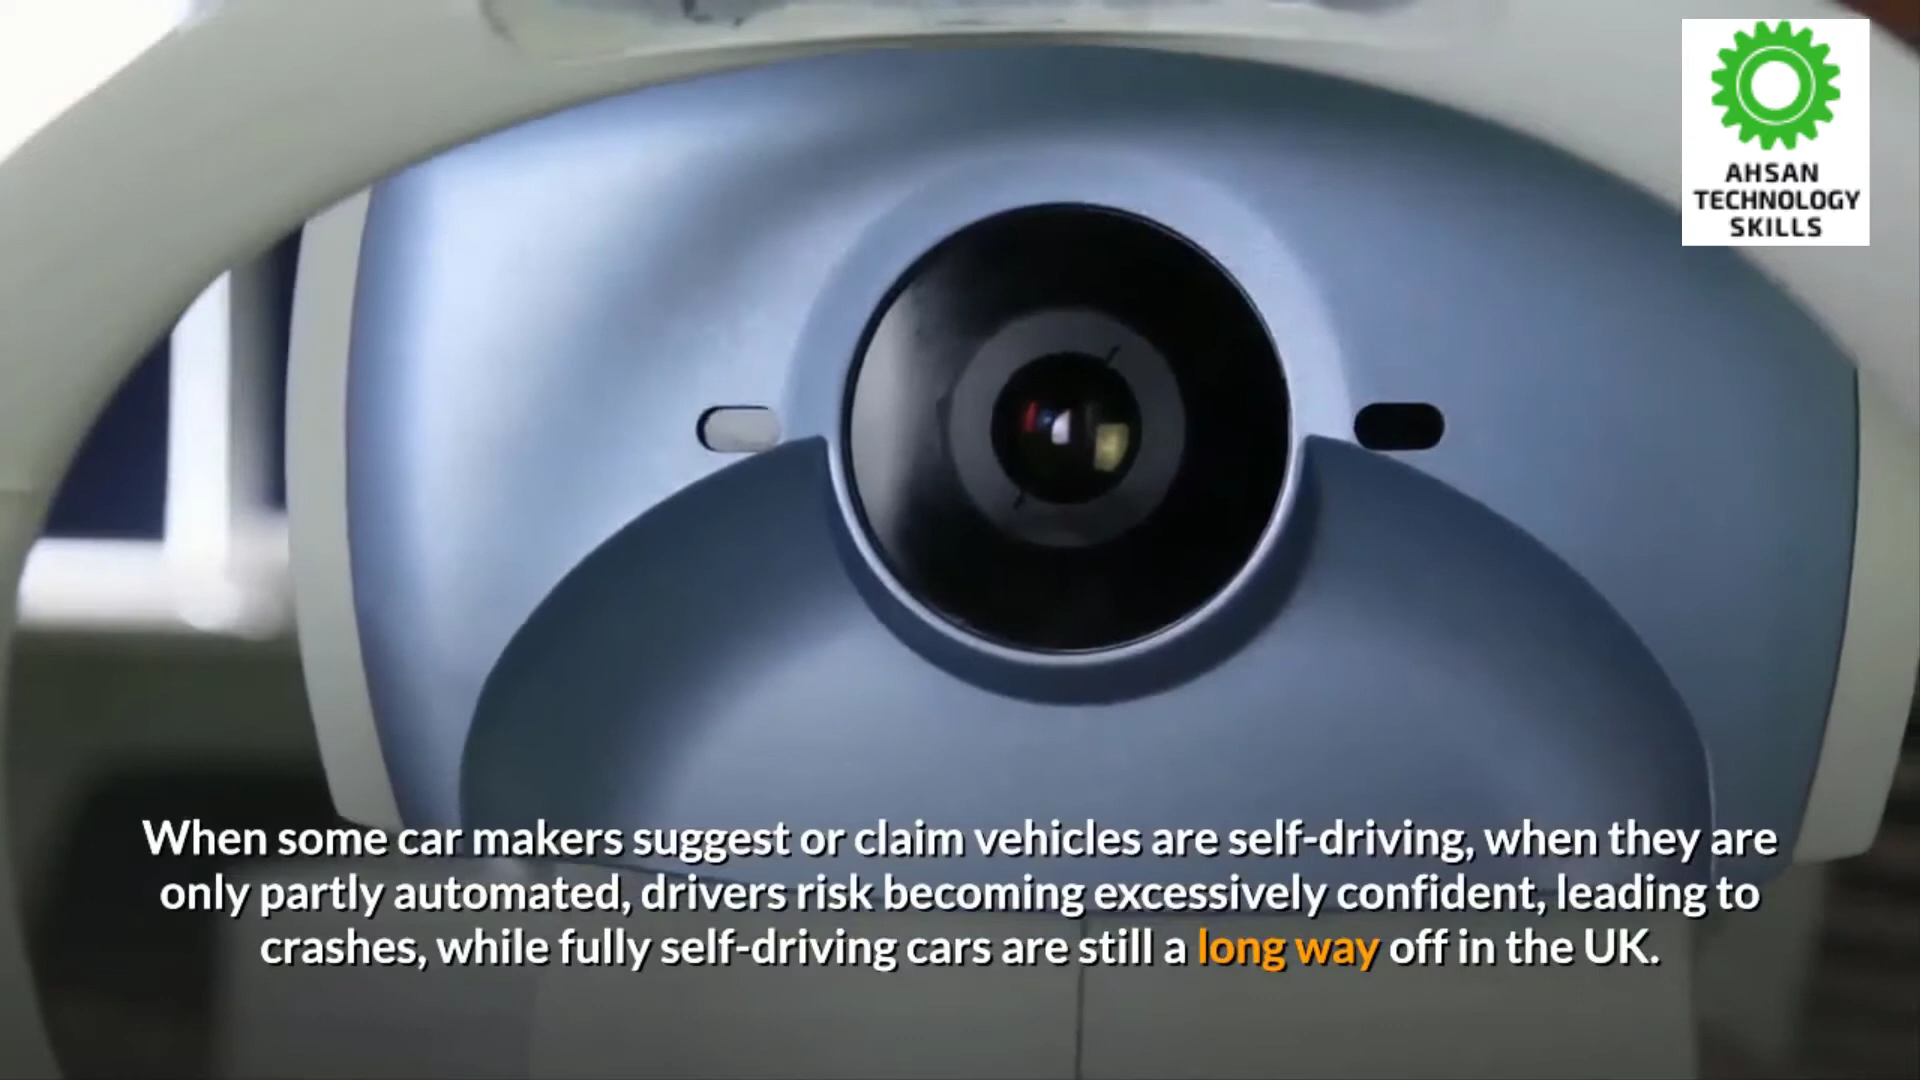 AHSAN
TECHNOLOGY
SKILLS
When some car makers suggest or claim vehicles are self-driving, when they are
only partly automated, drivers risk becoming excessively confident, leading to
crashes, while fully self-driving cars are still a long way off in the UK.